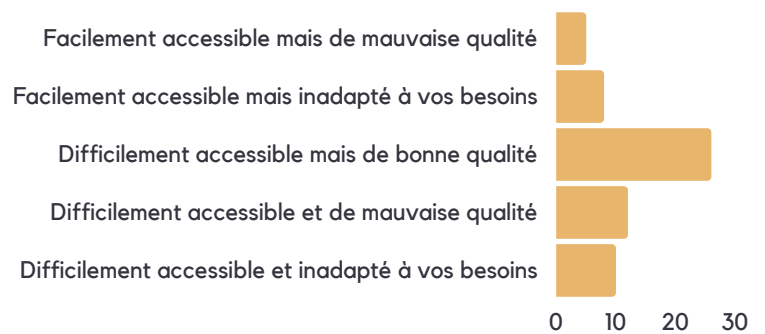 Facilement accessible mais de mauvaise qualité
Facilement accessible mais inadapté à vos besoins
Difficilement accessible mais de bonne qualité
Difficilement accessible et de mauvaise qualité
Difficilement accessible et inadapté à vos besoins
0 10 20 30